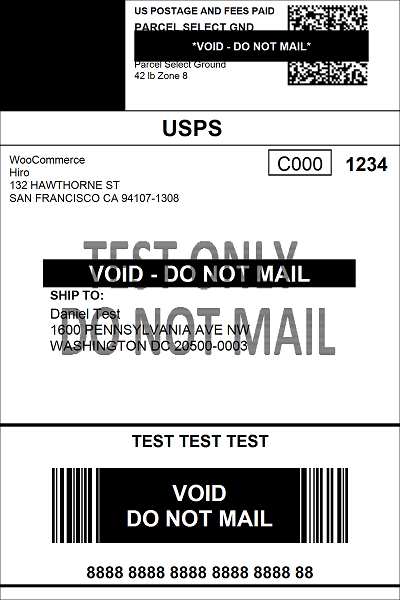 US POSTAGE AND FEES PAID
PARCEL SELECT GND
*VOID - DO NOT MAIL*
Parcel Select Ground
42 lb Zone 8
USPS
WooCommerce
Hiro
132 HAWTHORNE ST
SAN FRANCISCO CA 94107-1308
C000 1234
TEST ONLY
VOID - DO NOT MAIL
SHIP TO:
Daniel Test
1600 PENNSYLVANIA AVE NW
WASHINGTON DC 20500-0003
DO NOT MAIL
TEST TEST TEST
VOID
DO NOT MAIL
8888 8888 8888 8888 8888 88